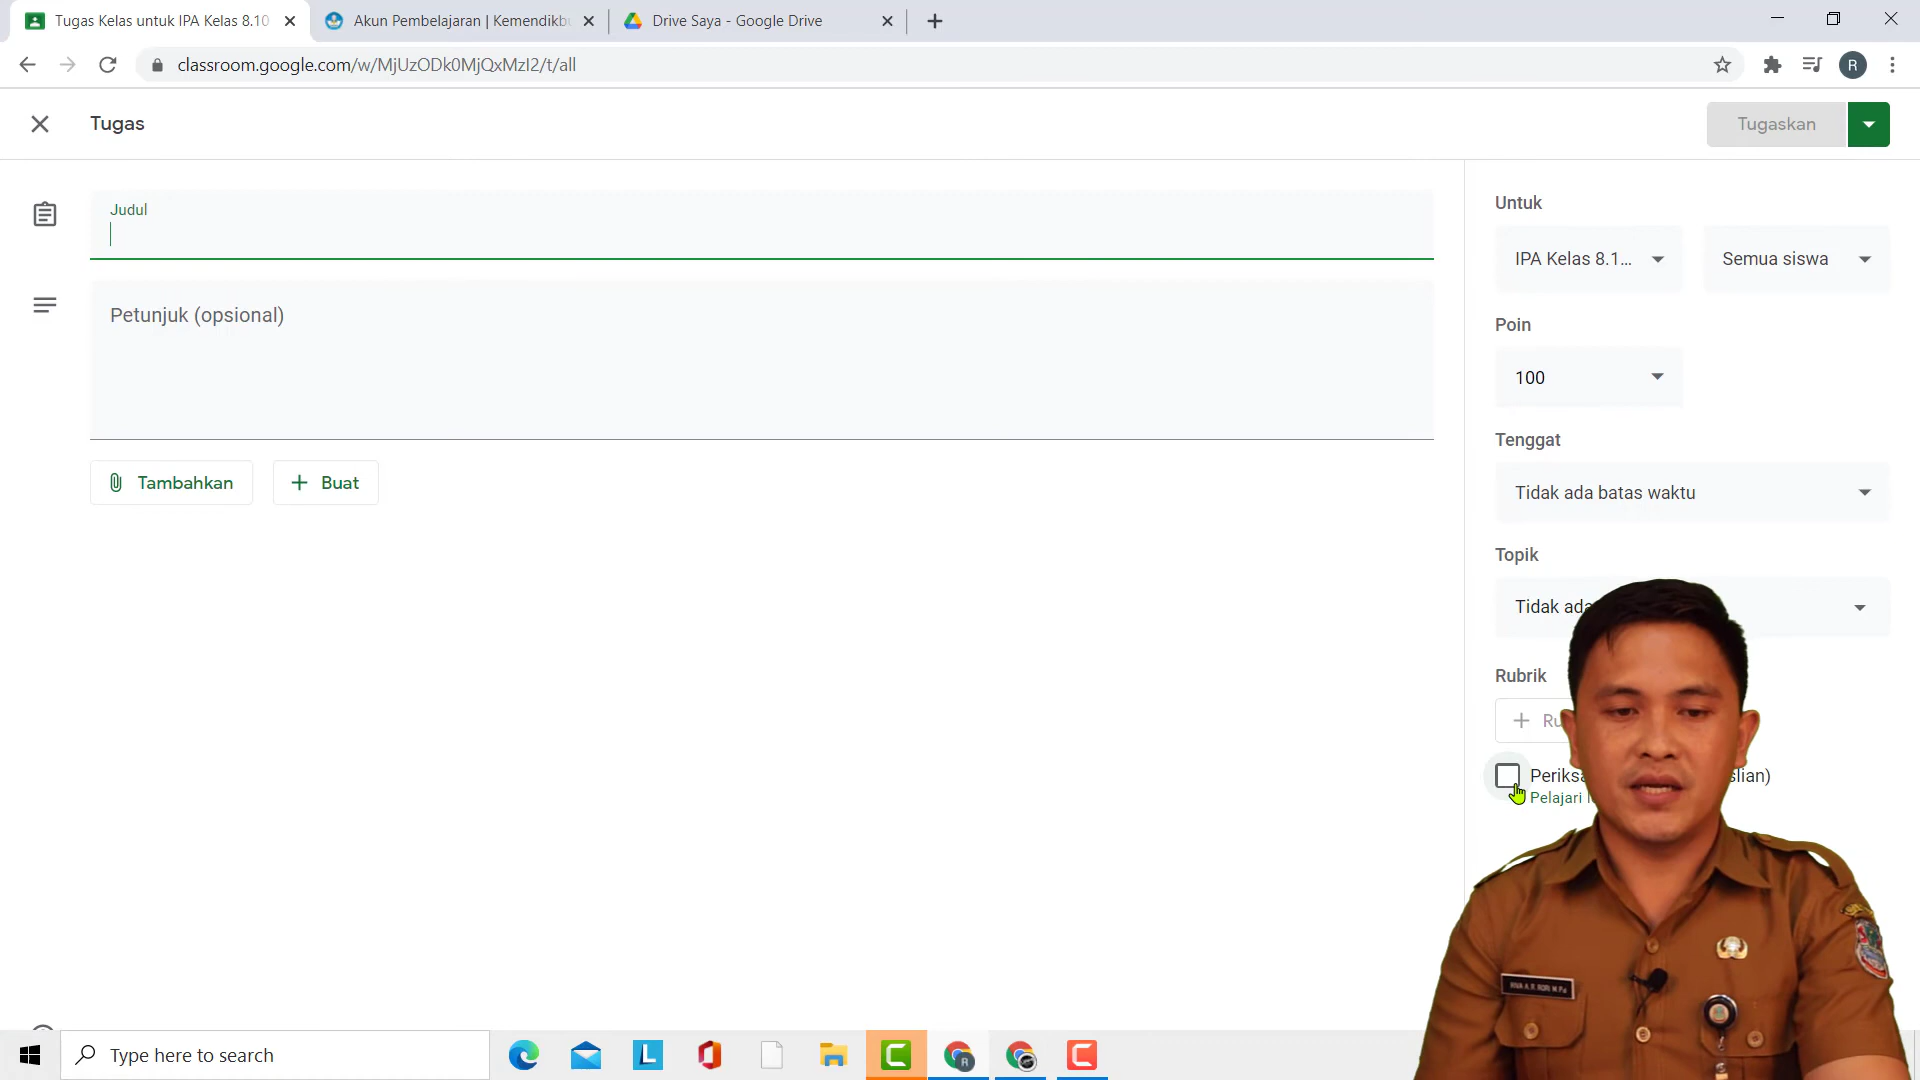 Tugas Kelas untuk IPA Kelas 8.10
Akun Pembelajaran | Kemendikb
Drive Saya - Google Drive
classroom.google.com/w/MjUzODk0MjQxMzI2/t/all
R
Tugas
Tugaskan
Judul
Petunjuk (opsional)
Tambahkan
Buat
Untuk
IPA Kelas 8.1...
Semua siswa
Poin
100
Tenggat
Tidak ada batas waktu
Topik
Tidak ada
Rubrik
Ru
Periksa slian)
Pelajari
Type here to search